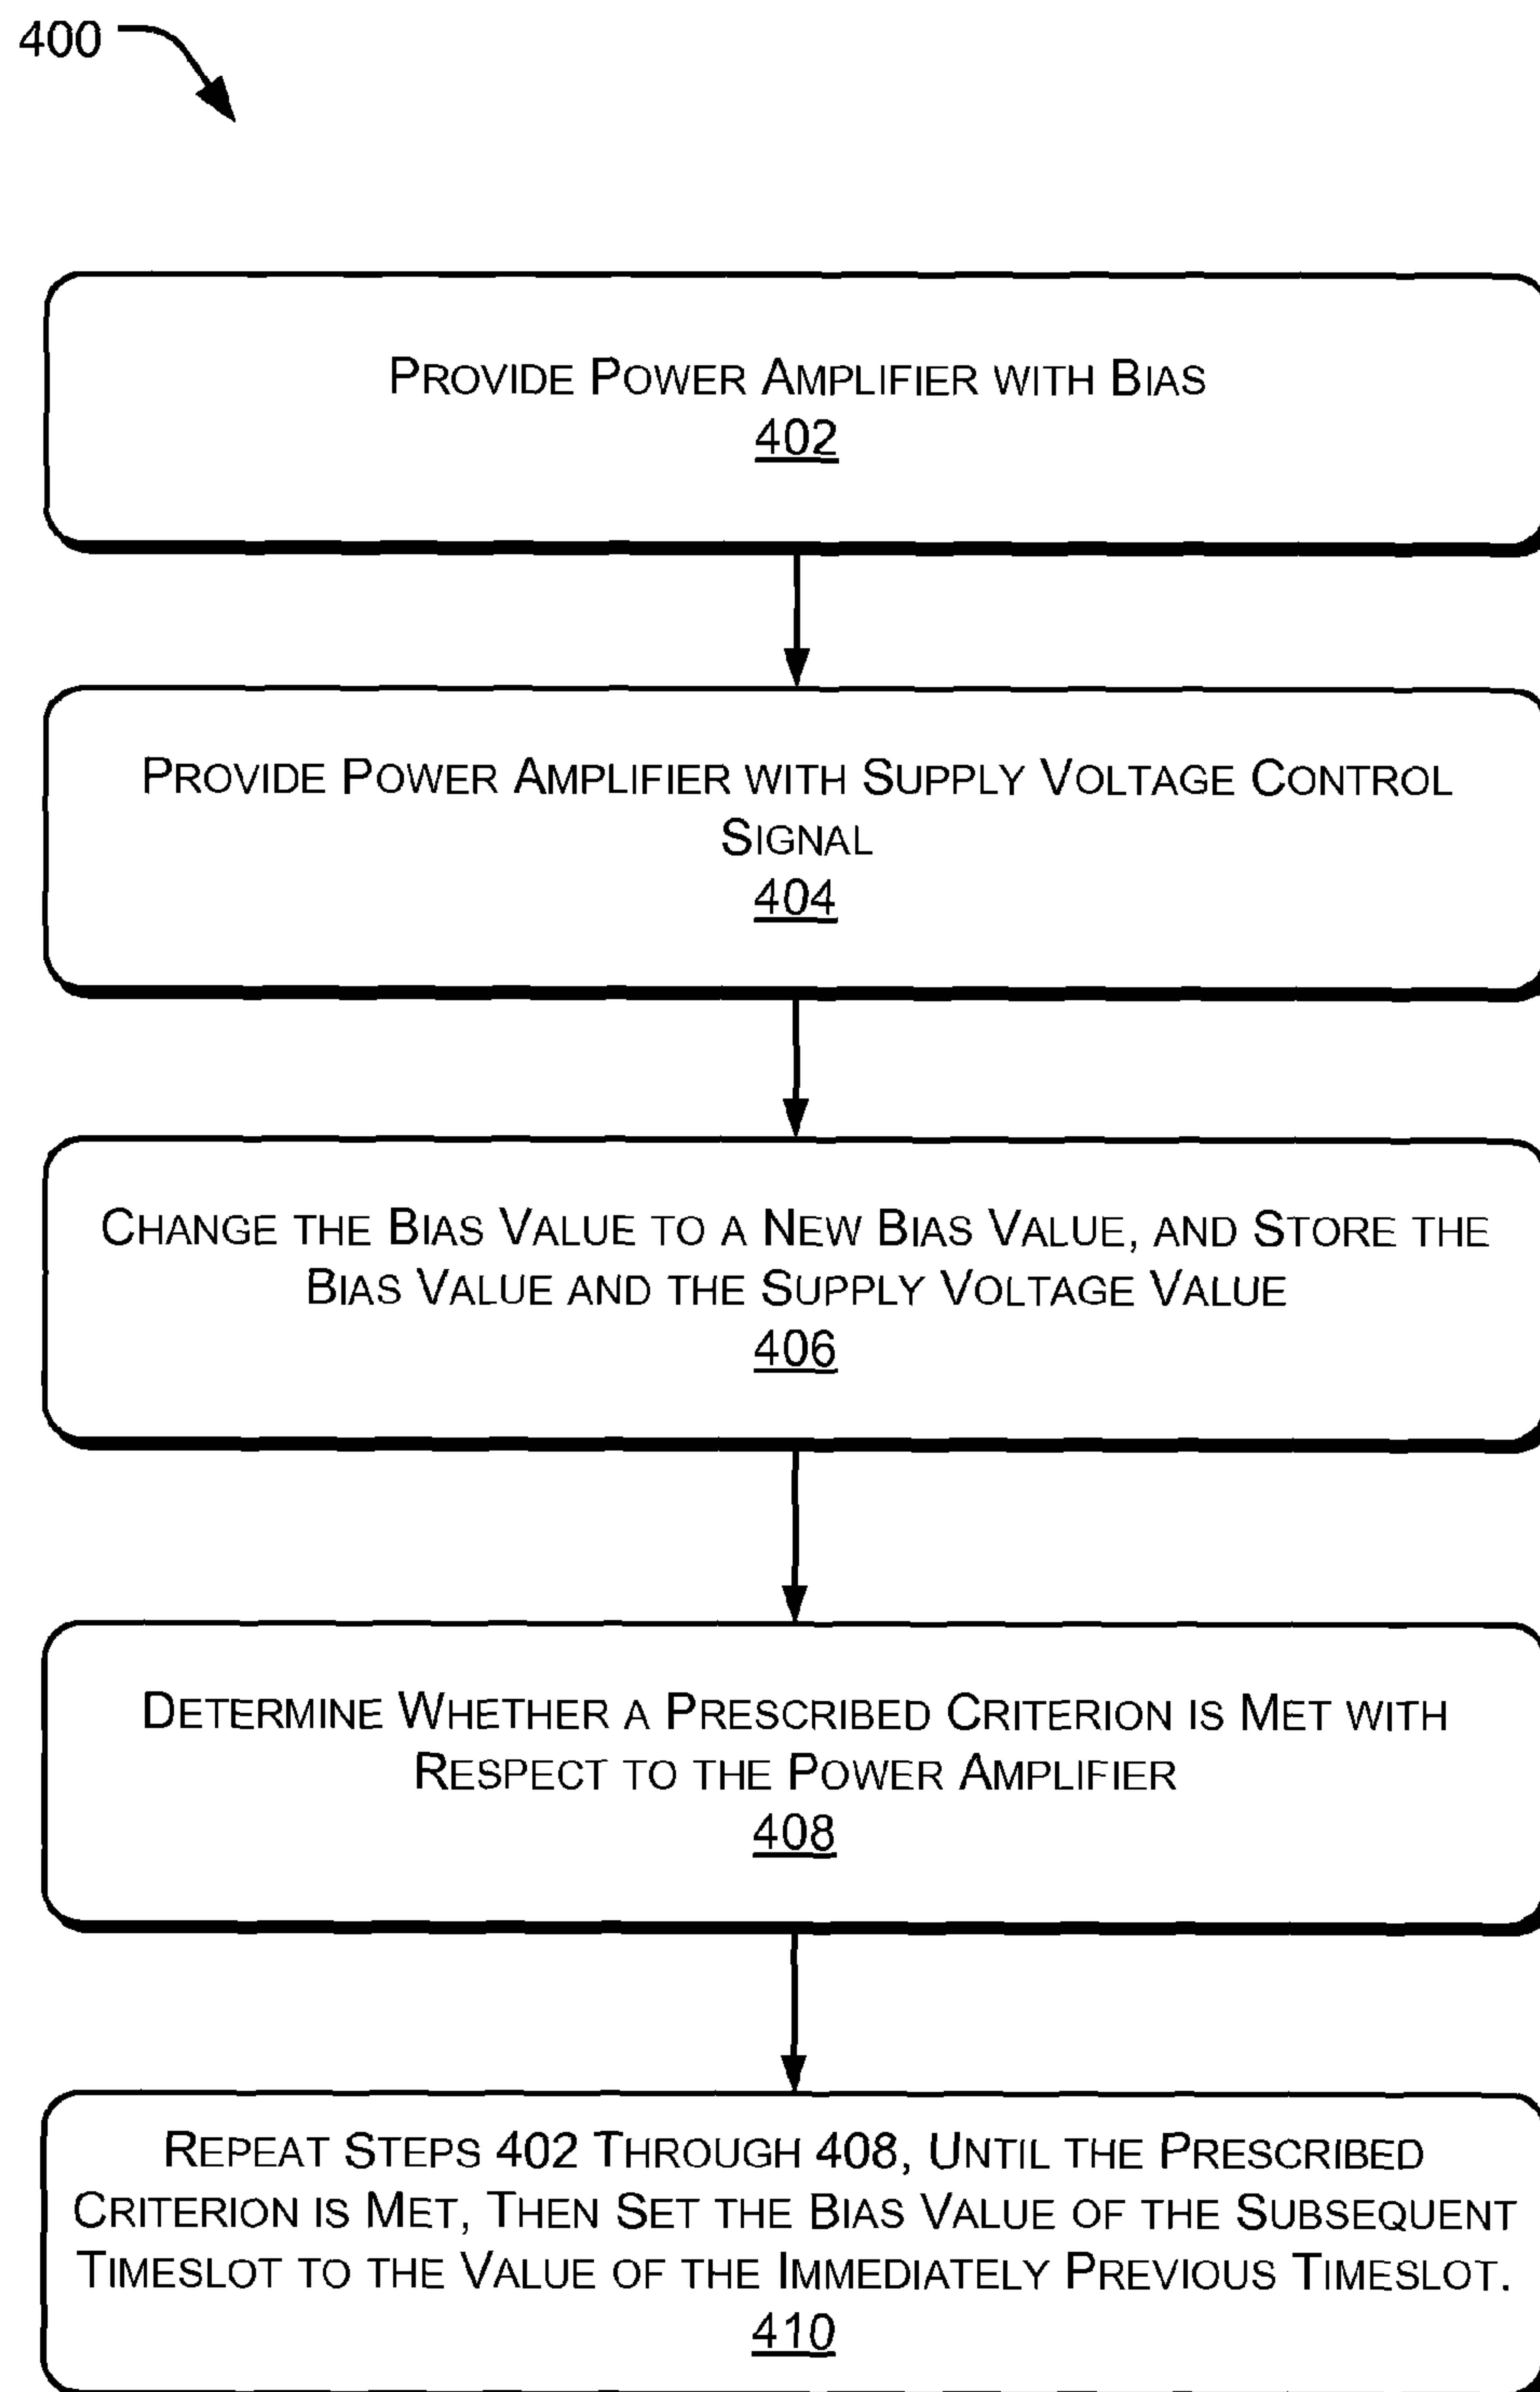 400
PROVIDE POWER AMPLIFIER WITH BIAS
402
PROVIDE POWER AMPLIFIER WITH SUPPLY VOLTAGE CONTROL
SIGNAL
404
CHANGE THE BIAS VALUE TO A NEW BIAS VALUE, AND STORE THE
BIAS VALUE AND THE SUPPLY VOLTAGE VALUE
406
DETERMINE WHETHER A PRESCRIBED CRITERION IS MET WITH
RESPECT TO THE POWER AMPLIFIER
408
REPEAT STEPS 402 THROUGH 408, UNTIL THE PRESCRIBED
CRITERION IS MET, THEN SET THE BIAS VALUE OF THE SUBSEQUENT
TIMESLOT TO THE VALUE OF THE IMMEDIATELY PREVIOUS TIMESLOT.
410